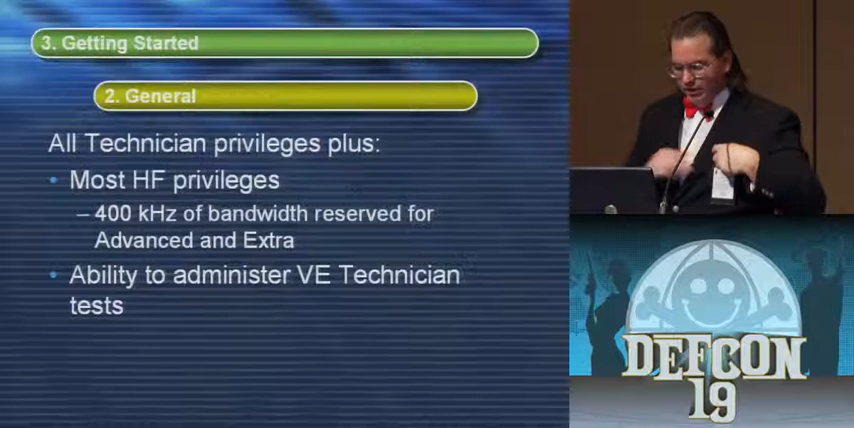 3. Getting Started
2. General
All Technician privileges plus:
• Most HF privileges
– 400 kHz of bandwidth reserved for
Advanced and Extra
• Ability to administer VE Technician
tests
DEFCON
19